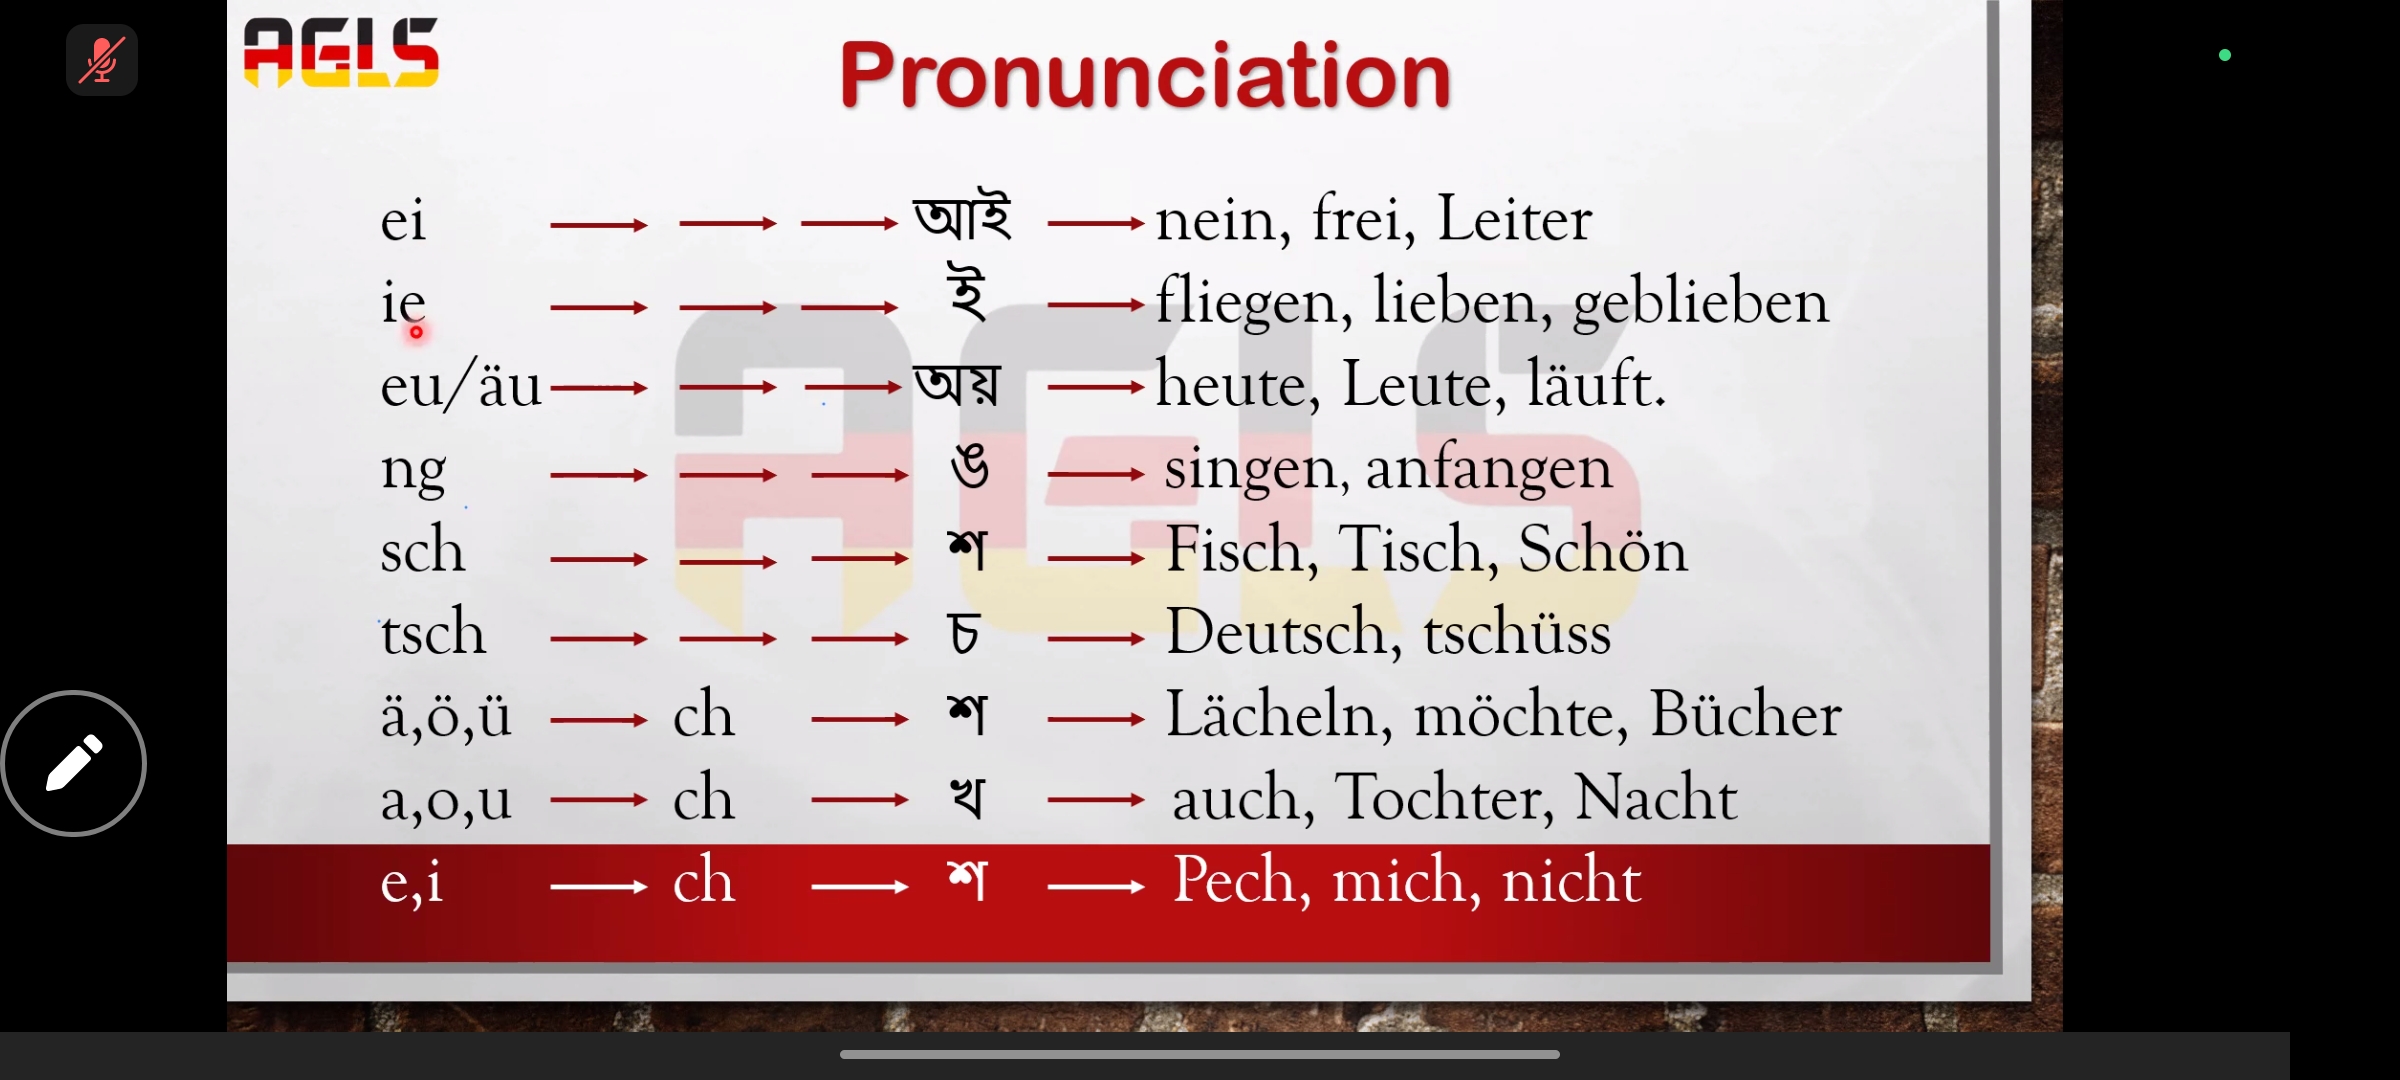 AGLS
Pronunciation
ei আই nein, frei, Leiter
ie ই fliegen, lieben, geblieben
eu/äu অয় heute, Leute, läuft.
ng ঙ singen, anfangen
sch শ Fisch, Tisch, Schön
tsch চ Deutsch, tschüss
ä,ö,ü ch শ Lächeln, möchte, Bücher
a,o,u ch খ auch, Tochter, Nacht
e,i ch শ Pech, mich, nicht